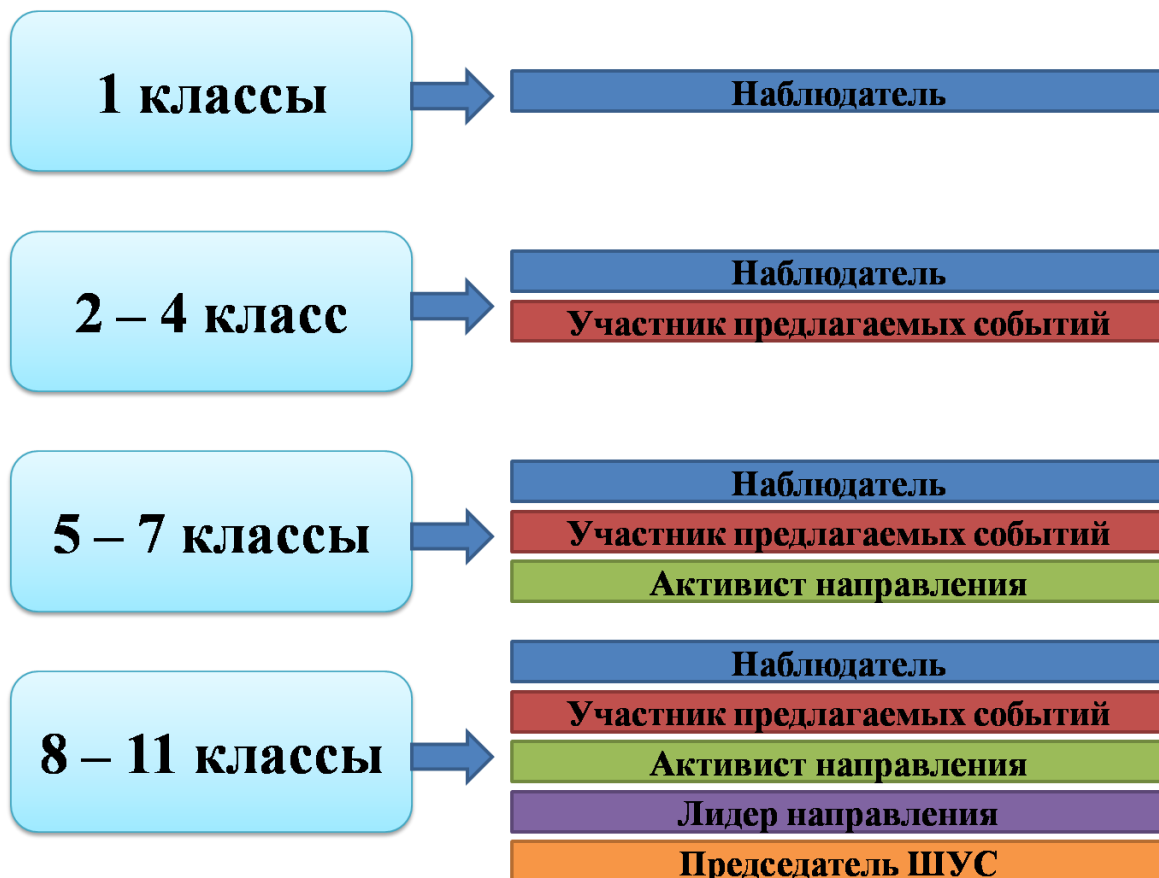 1 классы
Наблюдатель
2 – 4 класс
Наблюдатель
Участник предлагаемых событий
5 – 7 классы
Наблюдатель
Участник предлагаемых событий
Активист направления
8 – 11 классы
Наблюдатель
Участник предлагаемых событий
Активист направления
Лидер направления
Председатель ШУС